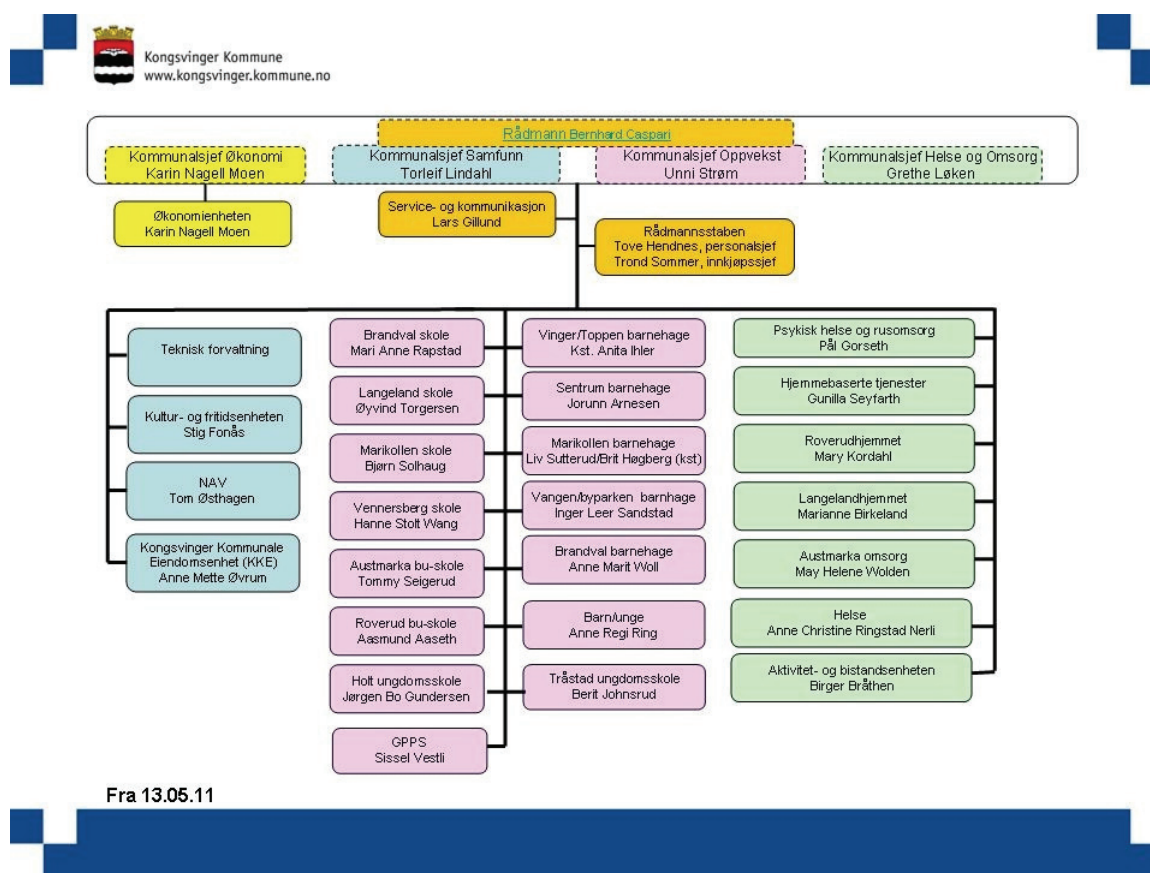 Kongsvinger Kommune
www.kongsvinger.kommune.no
Rådmann Bernhard Caspari
Kommunalsjef Økonomi
Karin Nagell Moen
Kommunalsjef Samfunn
Torleif Lindahl
Kommunalsjef Oppvekst
Unni Strøm
Kommunalsjef Helse og Omsorg
Grethe Løken
Økonomienheten
Karin Nagell Moen
Service- og kommunikasjon
Lars Gillund
Rådmannsstaben
Tove Hendnes, personalsjef
Trond Sommer, innkjøpssjef
Teknisk forvaltning
Kultur- og fritidsenheten
Stig Fonås
NAV
Tom Østhagen
Kongsvinger Kommunale
Eiendomsenhet (KKE)
Anne Mette Øvrum
Brandval skole
Mari Anne Rapstad
Langeland skole
Øyvind Torgersen
Marikollen skole
Bjørn Solhaug
Vennersberg skole
Hanne Stolt Wang
Austmarka bu-skole
Tommy Seigerud
Roverud bu-skole
Aasmund Aaseth
Holt ungdomsskole
Jørgen Bo Gundersen
GPPS
Sissel Vestli
Vinger/Toppen barnehage
Kst. Anita Ihler
Sentrum barnehage
Jorunn Arnesen
Marikollen barnehage
Liv Sutterud/Brit Høgberg (kst)
Vangen/byparken barnhage
Inger Leer Sandstad
Brandval barnehage
Anne Marit Woll
Barn/unge
Anne Regi Ring
Tråstad ungdomsskole
Berit Johnsrud
Psykisk helse og rusomsorg
Pål Gorseth
Hjemmebaserte tjenester
Gunilla Seyfarth
Roverudhjemmet
Mary Kordahl
Langelandhjemmet
Marianne Birkeland
Austmarka omsorg
May Helene Wolden
Helse
Anne Christine Ringstad Nerli
Aktivitet- og bistandsenheten
Birger Bråthen
Fra 13.05.11